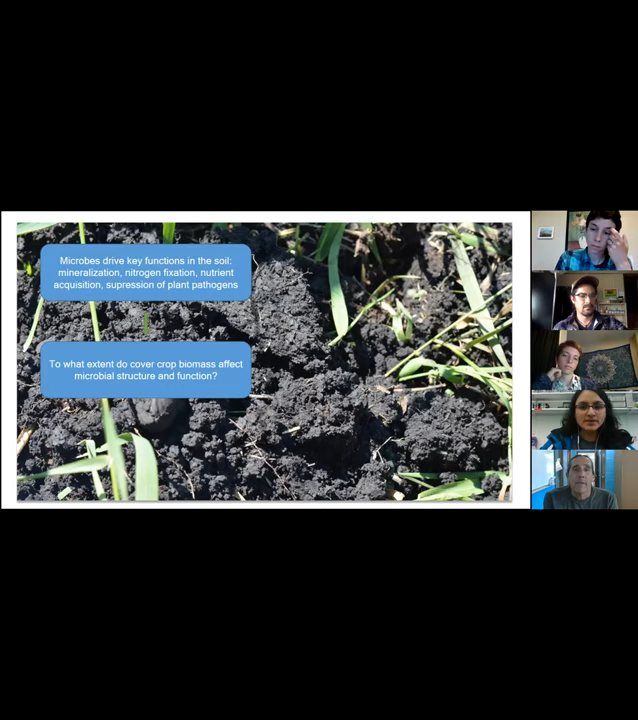 Microbes drive key functions in the soil:
mineralization, nitrogen fixation, nutrient
acquisition, supression of plant pathogens
To what extent do cover crop biomass affect
microbial structure and function?